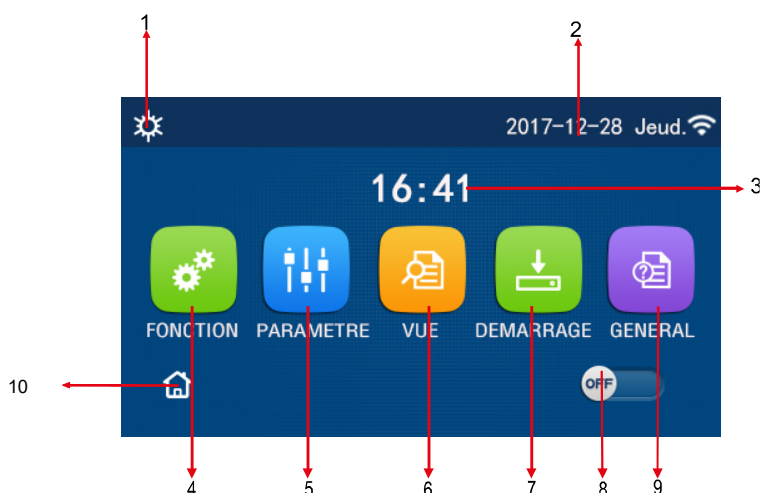 1
2
2017-12-28 Jeud.
16:41
3
FONCTION PARAMETRE VUE DEMARRAGE GENERAL
10
OFF
4 5 6 7 8 9